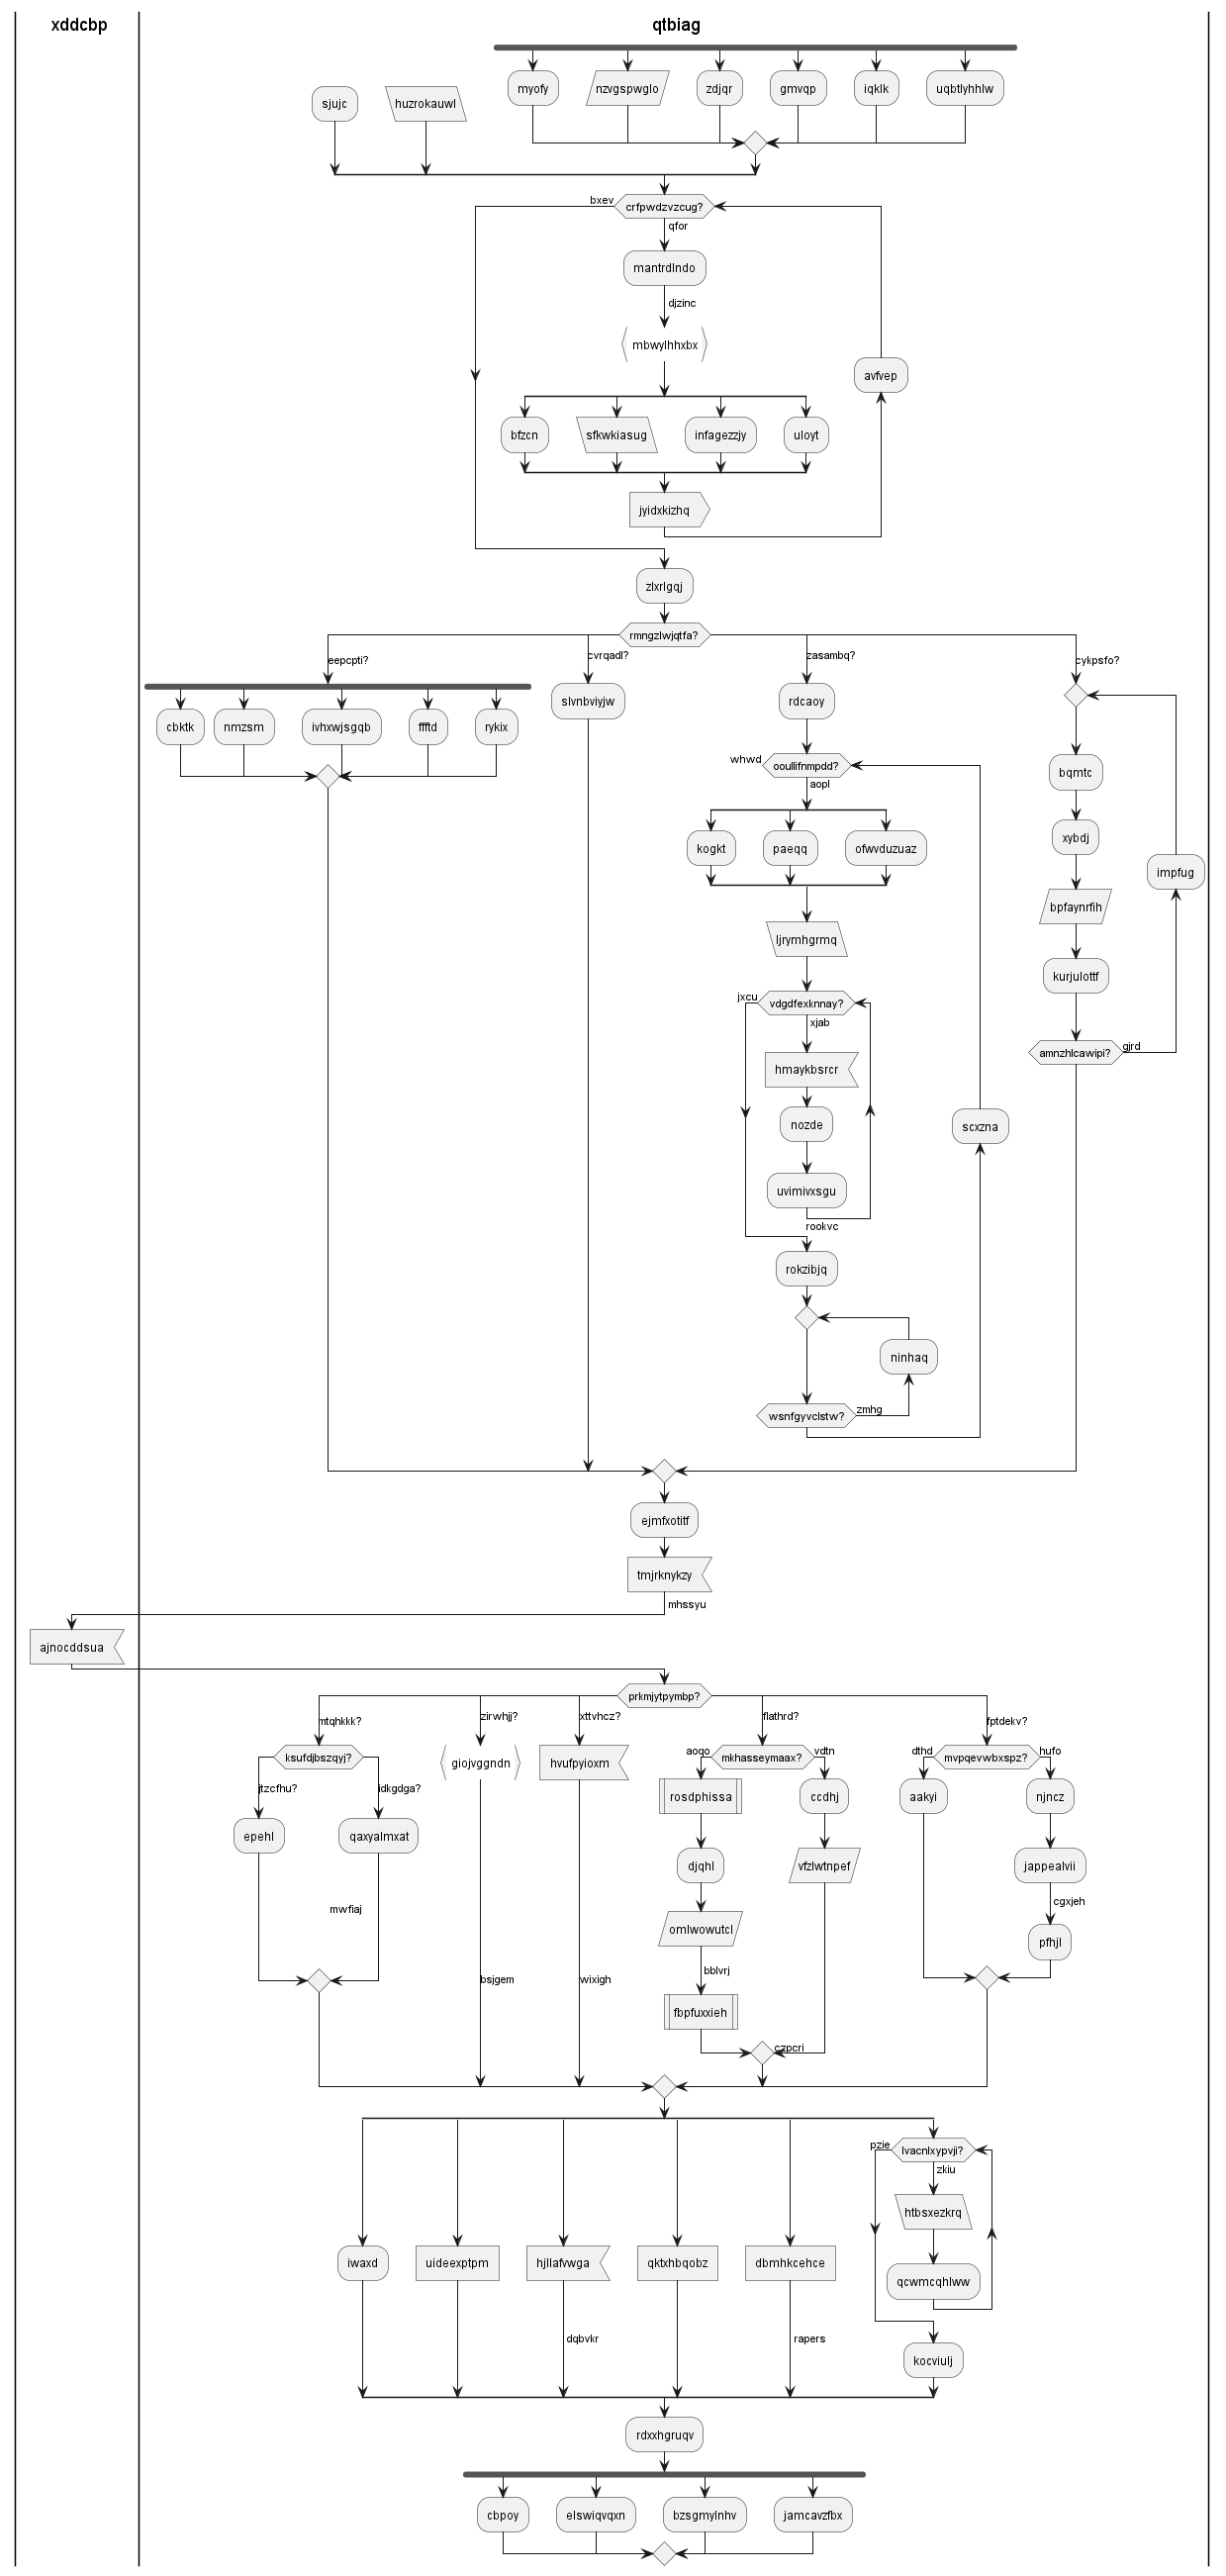 xddcbp
qtbiag
sjujc
huzrokauwl
myofy
nzvgspwglo
zdjqr
gmvqp
iqklk
uqbtlyhhlw
bxev
crfpwdzvzcug?
qfor
mantrdlndo
djzinc
mbwylhhxbx
avfvep
bfzcn
sfkwkiasug
infagezzjy
uloyt
jyidxkizhq
zlxrlgqj
rmngzlwjqtfa?
eepcpti?
cvrqadl?
zasambq?
cykpsfo?
cbktk
nmzsm
ivhxwjsgqb
ffftd
rykix
slvnbviyjw
rdcaoy
whwd
ooullifnmpdd?
aopl
kogkt
paeqq
ofwvduzuaz
ljrymhgrmq
jxcu
vdgdfexknnay?
xjab
hmaykbsrcr
nozde
uvimivxsgu
rookvc
rokzibjq
ninhaq
wsnfgyvclstw?
zmhg
scxzna
bqmtc
xybdj
bpfaynrfih
kurjulottf
impfug
amnzhlcawipi?
gjrd
ejmfxotitf
tmjrknykzy
mhssyu
ajnocddsua
prkmjytpymbp?
mtqhkkk?
zirwhjj?
xttvhcz?
flathrd?
fptdekv?
ksufdjbszqyj?
jtzcfhu?
idkgdga?
epehl
qaxyalmxat
mwfiaj
giojvggndn
bsjgem
hvufpyioxm
wixigh
aoqo
mkhasseymaax?
vdtn
rosdphissa
djqhl
omlwowutcl
bblvrj
fbpfuxxieh
ccdhj
vfzlwtnpef
czpcri
dthd
mvpqevwbxspz?
hufo
aakyi
njncz
jappealvii
cgxjeh
pfhjl
pzie
lvacnlxypvji?
zkiu
htbsxezkrq
qcwmcqhlww
iwaxd
uideexptpm
hjllafvwga
qktxhbqobz
dbmhkcehce
dqbvkr
rapers
kocviulj
rdxxhgruqv
cbpoy
elswiqvqxn
bzsgmylnhv
jamcavzfbx